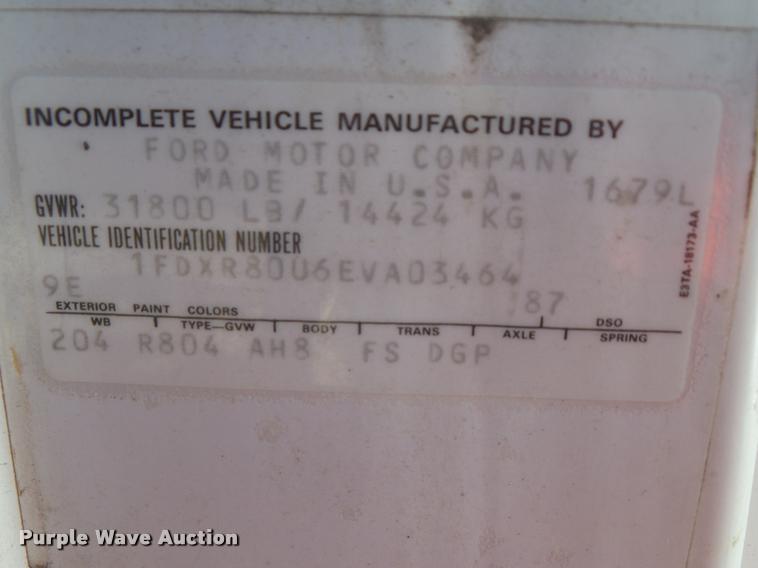 INCOMPLETE VEHICLE MANUFACTURED BY
FORD MOTOR COMPANY
MADE IN U.S.A. 1679L
GVWR: 31800 LB/ 14424 KG
VEHICLE IDENTIFICATION NUMBER
1FDXR80U6EVA03464
9E 87
EXTERIOR PAINT COLORS DSO
WB TYPE-GVW BODY TRANS AXLE SPRING
204 R804 AH8 FS DGP
E3TA-18173-AA
Purple Wave Auction